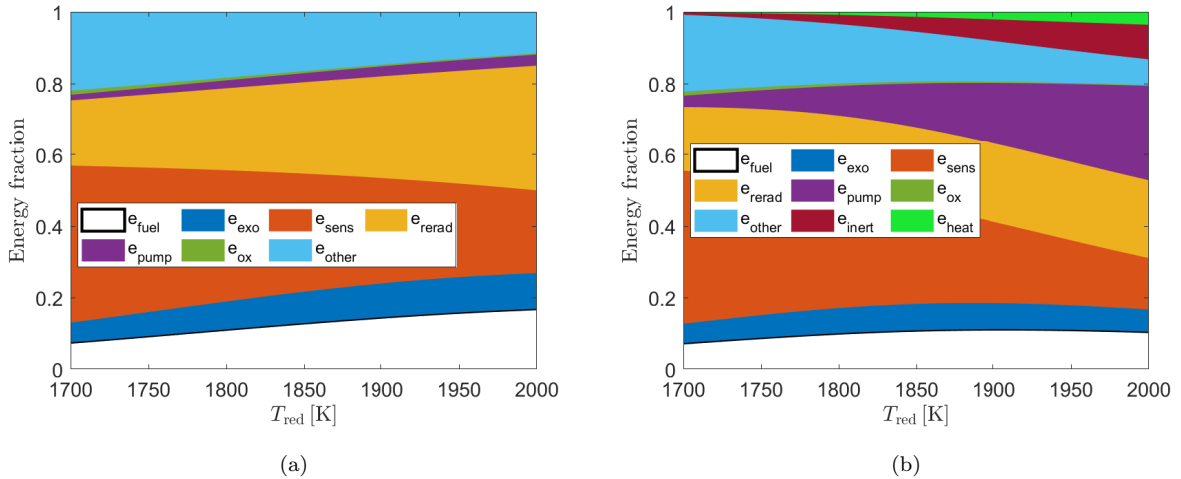 1
0.8
0.6
0.4
0.2
0
Energy fraction
e_fuel e_exo e_sens e_rerad
e_pump e_ox e_other
1700 1750 1800 1850 1900 1950 2000
T_red [K]
(a)
1
0.8
0.6
0.4
0.2
0
Energy fraction
e_fuel e_exo e_sens
e_rerad e_pump e_ox
e_other e_inert e_heat
1700 1750 1800 1850 1900 1950 2000
T_red [K]
(b)